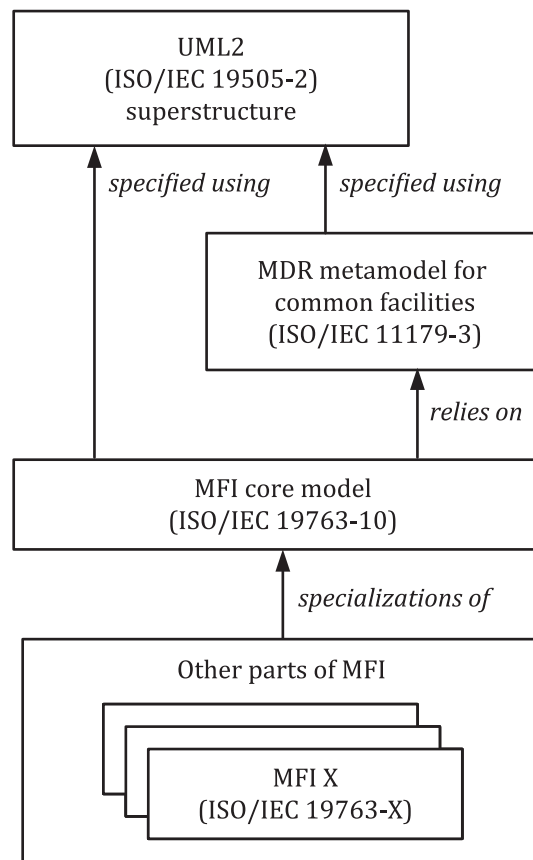 UML2
(ISO/IEC 19505-2)
superstructure
specified using
specified using
MDR metamodel for
common facilities
(ISO/IEC 11179-3)
relies on
MFI core model
(ISO/IEC 19763-10)
specializations of
Other parts of MFI
MFI X
(ISO/IEC 19763-X)